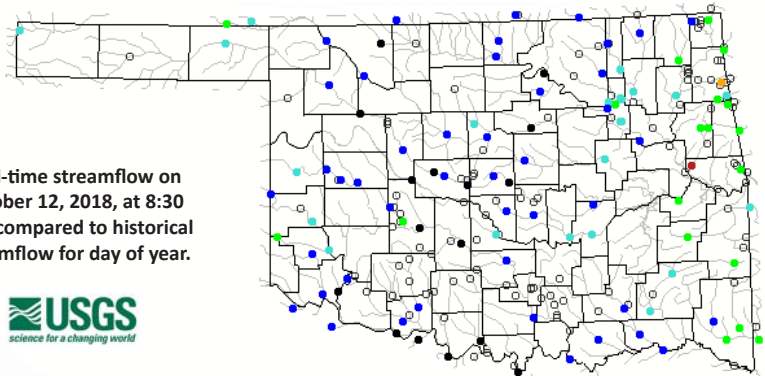 l-time streamflow on
ober 12, 2018, at 8:30
compared to historical
mflow for day of year.
USGS
science for a changing world